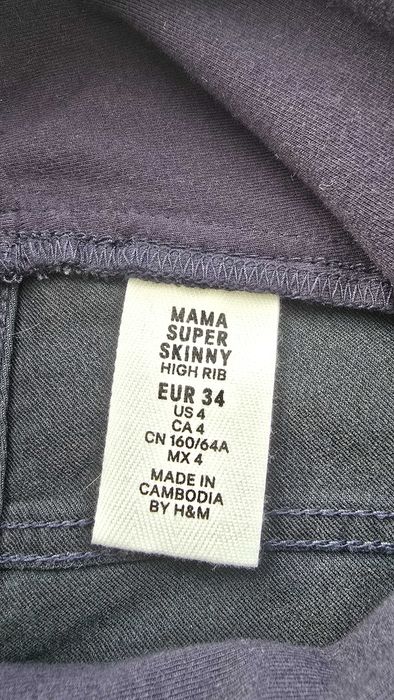 MAMA
SUPER
SKINNY
HIGH RIB
EUR 34
US 4
CA 4
CN 160/64A
MX 4
MADE IN
CAMBODIA
BY H&M